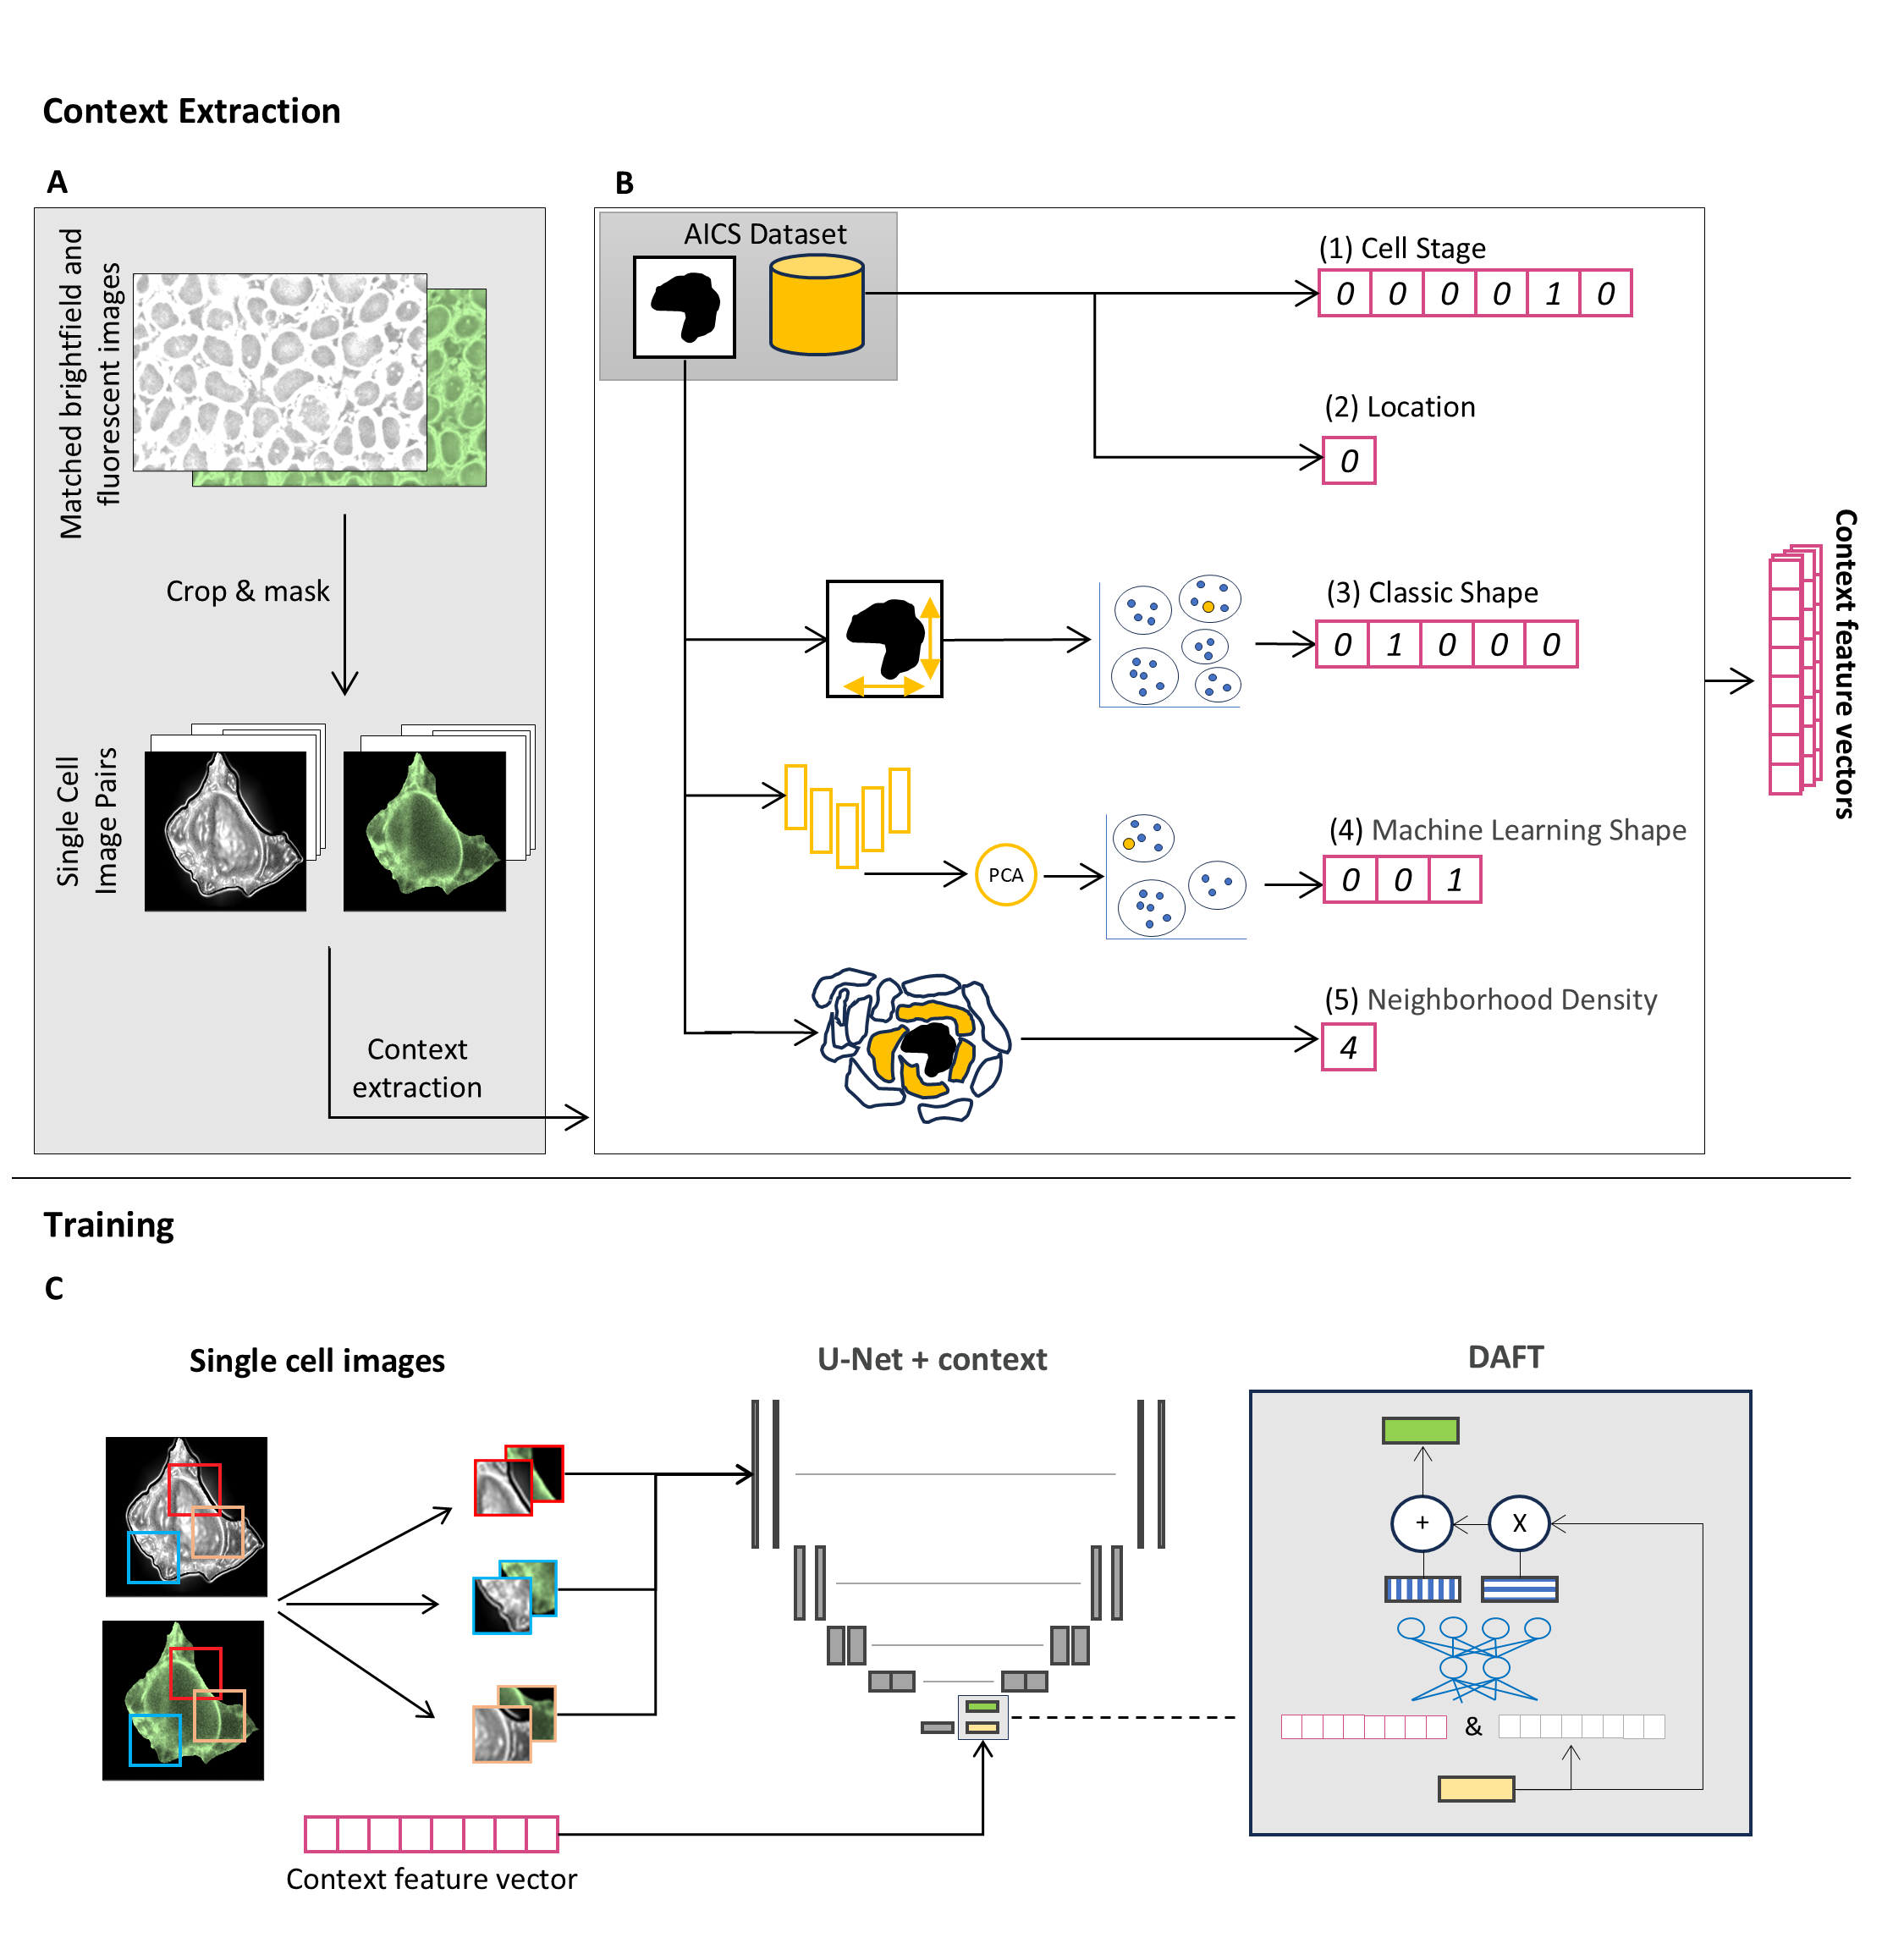 Context Extraction
A
Matched brightfield and
fluorescent images
Crop & mask
Single Cell
Image Pairs
Context
extraction
B
AICS Dataset
(1) Cell Stage
0 0 0 0 1 0
(2) Location
0
(3) Classic Shape
0 1 0 0 0
(4) Machine Learning Shape
PCA
0 0 1
(5) Neighborhood Density
4
Context feature vectors
Training
C
Single cell images
U-Net + context
DAFT
+ X
&
Context feature vector